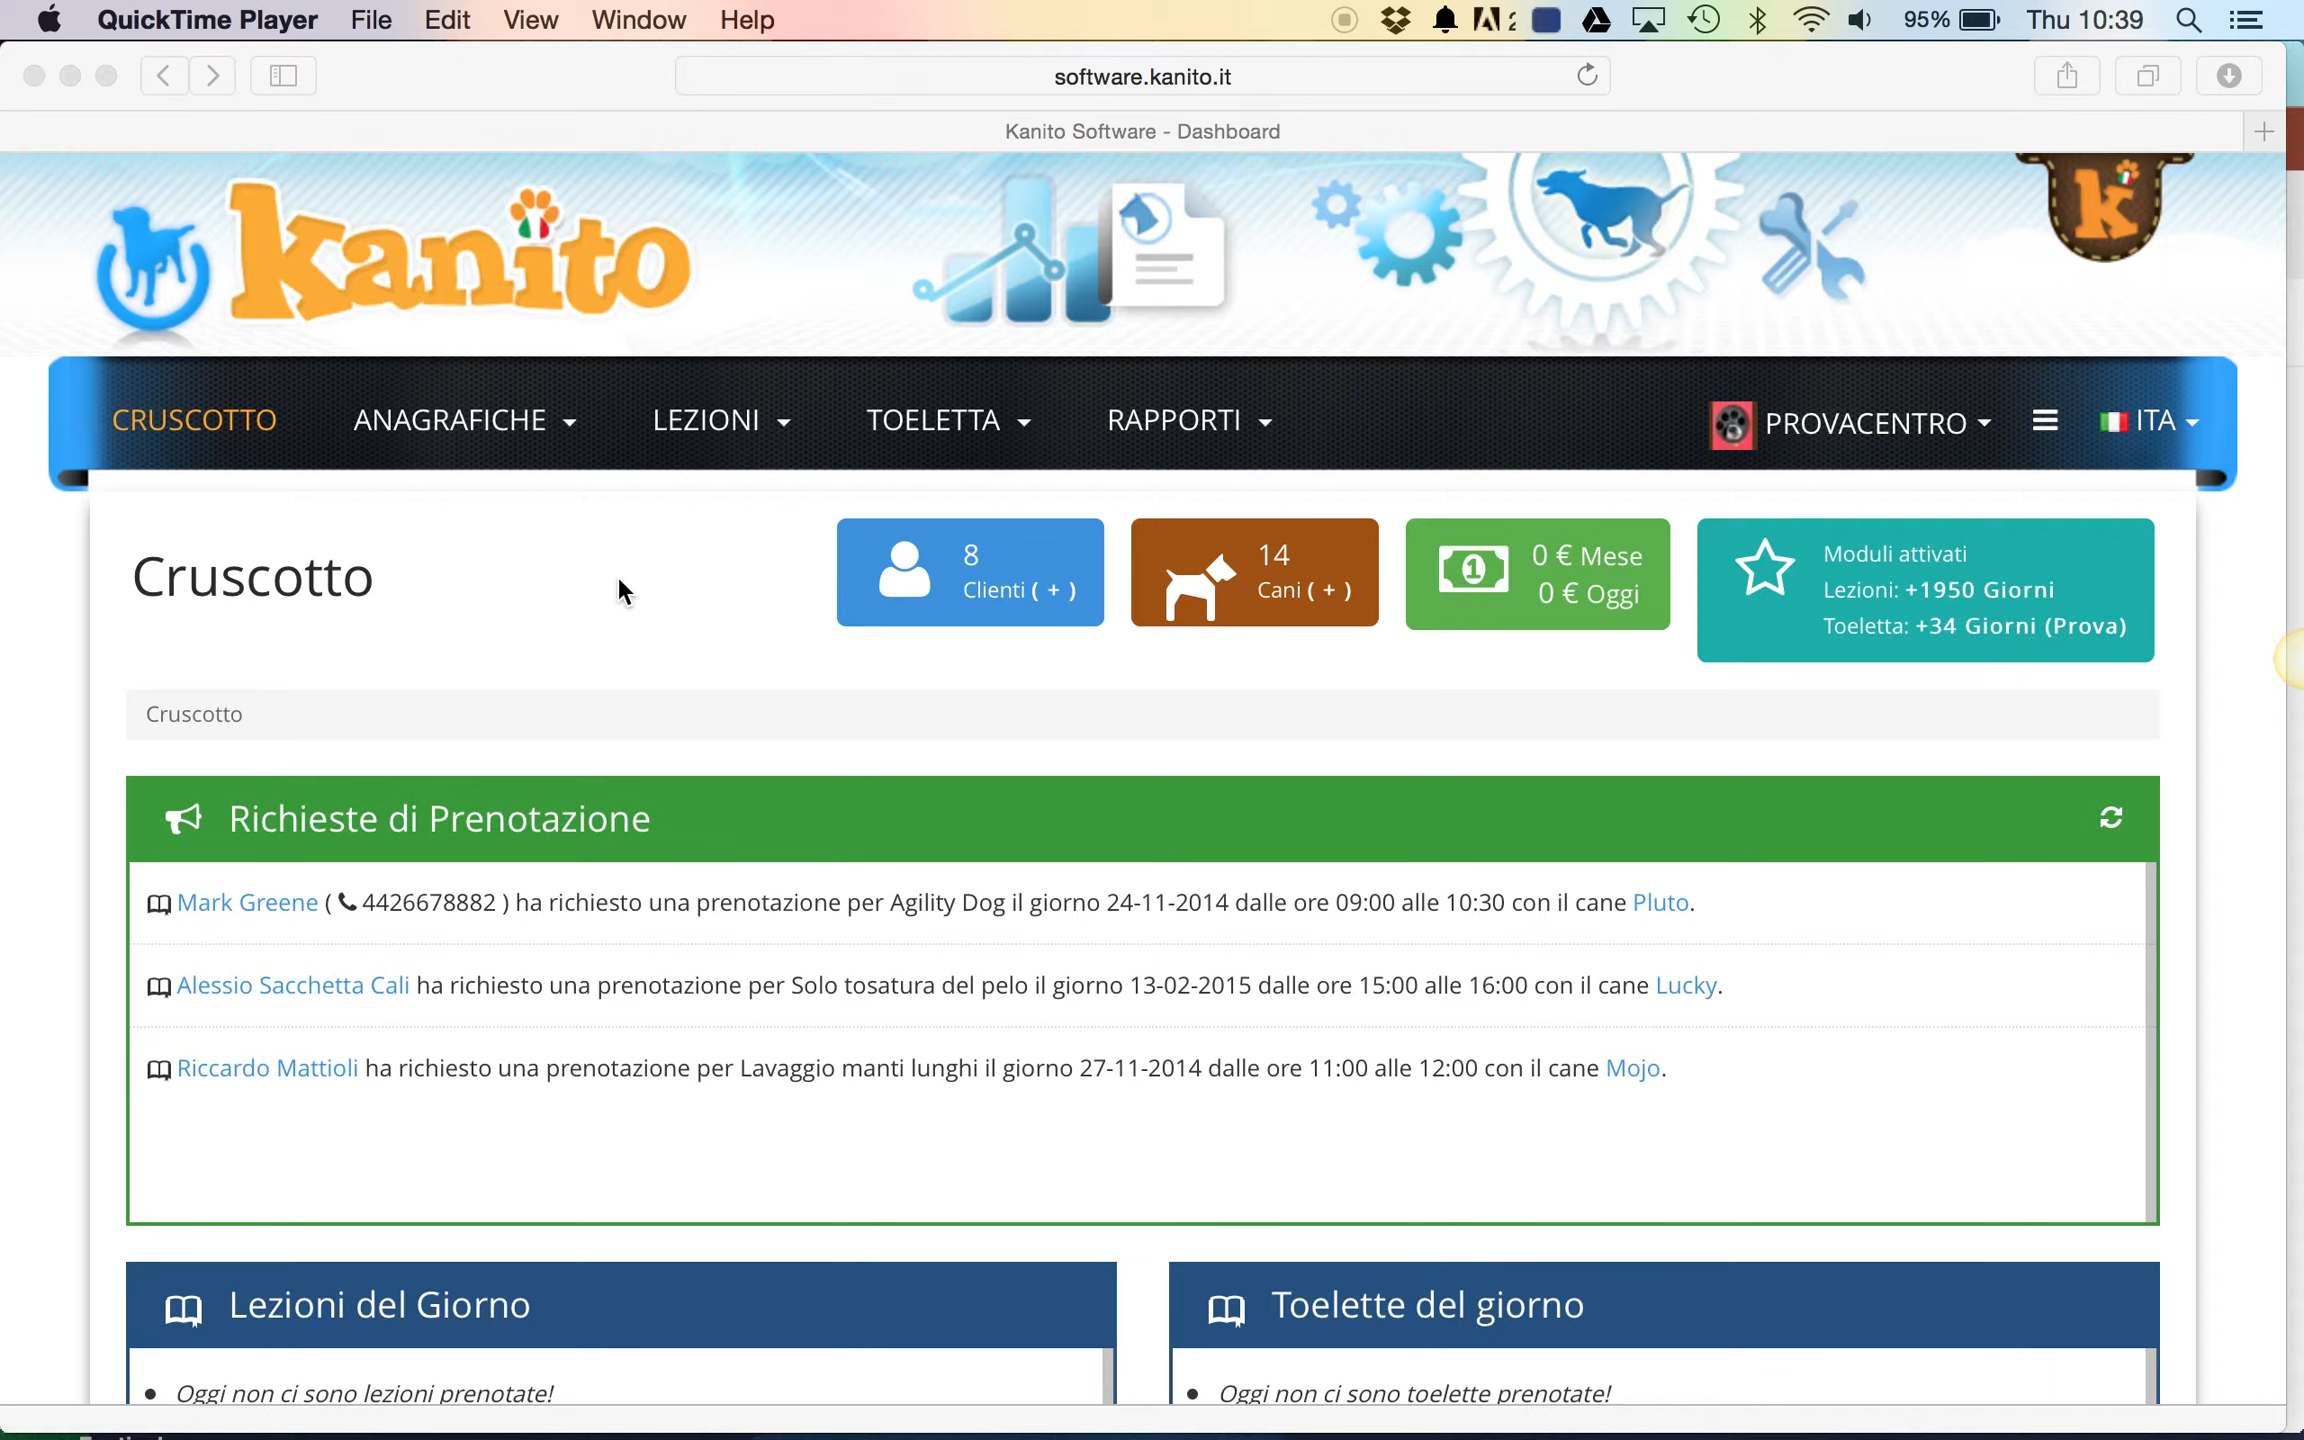 QuickTime Player File Edit View Window Help 2 95% Thu 10:39
software.kanito.it
Kanito Software - Dashboard
kanito
k
CRUSCOTTO ANAGRAFICHE LEZIONI TOELETTA RAPPORTI PROVACENTRO ITA
Cruscotto
8
Clienti ( + )
14
Cani ( + )
1
0 € Mese
0 € Oggi
Moduli attivati
Lezioni: +1950 Giorni
Toeletta: +34 Giorni (Prova)
Cruscotto
Richieste di Prenotazione
Mark Greene ( 4426678882 ) ha richiesto una prenotazione per Agility Dog il giorno 24-11-2014 dalle ore 09:00 alle 10:30 con il cane Pluto.
Alessio Sacchetta Cali ha richiesto una prenotazione per Solo tosatura del pelo il giorno 13-02-2015 dalle ore 15:00 alle 16:00 con il cane Lucky.
Riccardo Mattioli ha richiesto una prenotazione per Lavaggio manti lunghi il giorno 27-11-2014 dalle ore 11:00 alle 12:00 con il cane Mojo.
Lezioni del Giorno
Toelette del giorno
Oggi non ci sono lezioni prenotate!
Oggi non ci sono toelette prenotate!